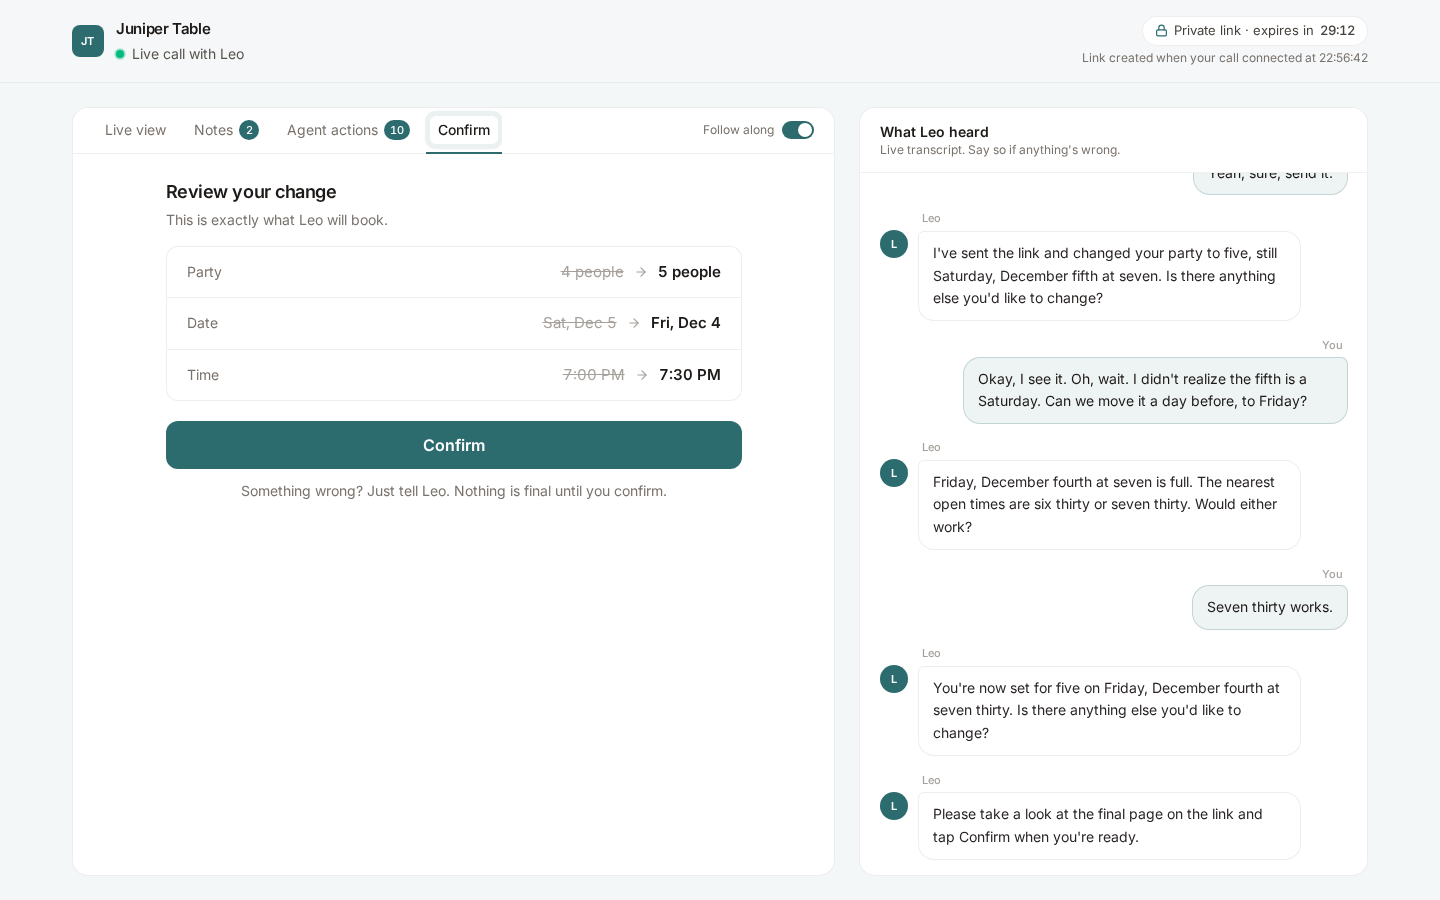 JT
Juniper Table
Live call with Leo
Private link · expires in 29:12
Link created when your call connected at 22:56:42
Live view
Notes 2
Agent actions 10
Confirm
Follow along
Review your change
This is exactly what Leo will book.
Party 4 people → 5 people
Date Sat, Dec 5 → Fri, Dec 4
Time 7:00 PM → 7:30 PM
Confirm
Something wrong? Just tell Leo. Nothing is final until you confirm.
What Leo heard
Live transcript. Say so if anything's wrong.
Yeah, sure, send it.
Leo
L
I've sent the link and changed your party to five, still
Saturday, December fifth at seven. Is there anything
else you'd like to change?
You
Okay, I see it. Oh, wait. I didn't realize the fifth is a
Saturday. Can we move it a day before, to Friday?
Leo
L
Friday, December fourth at seven is full. The nearest
open times are six thirty or seven thirty. Would either
work?
You
Seven thirty works.
Leo
L
You're now set for five on Friday, December fourth at
seven thirty. Is there anything else you'd like to
change?
Leo
L
Please take a look at the final page on the link and
tap Confirm when you're ready.